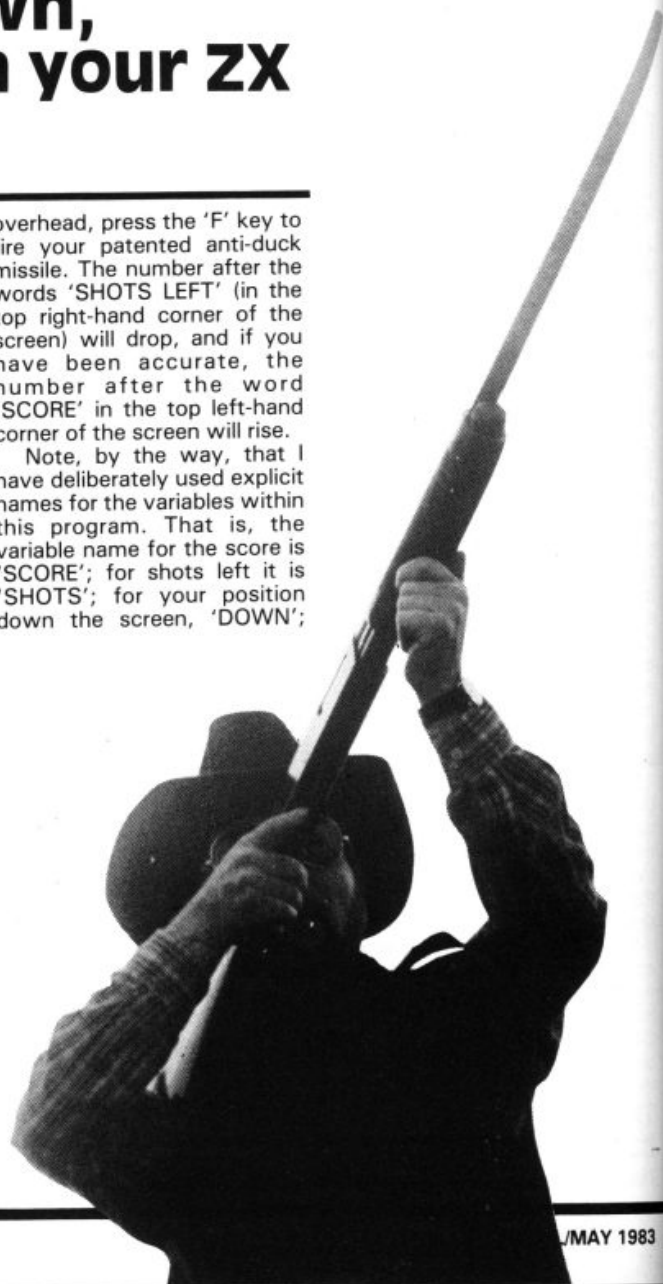 your ZX
overhead, press the 'F' key to
ire your patented anti-duck
missile. The number after the
words 'SHOTS LEFT' (in the
op right-hand corner of the
screen) will drop, and if you
have been accurate, the
number after the word
'SCORE' in the top left-hand
corner of the screen will rise.
Note, by the way, that I
have deliberately used explicit
names for the variables within
this program. That is, the
variable name for the score is
'SCORE'; for shots left it is
'SHOTS'; for your position
down the screen, 'DOWN';
/MAY 1983